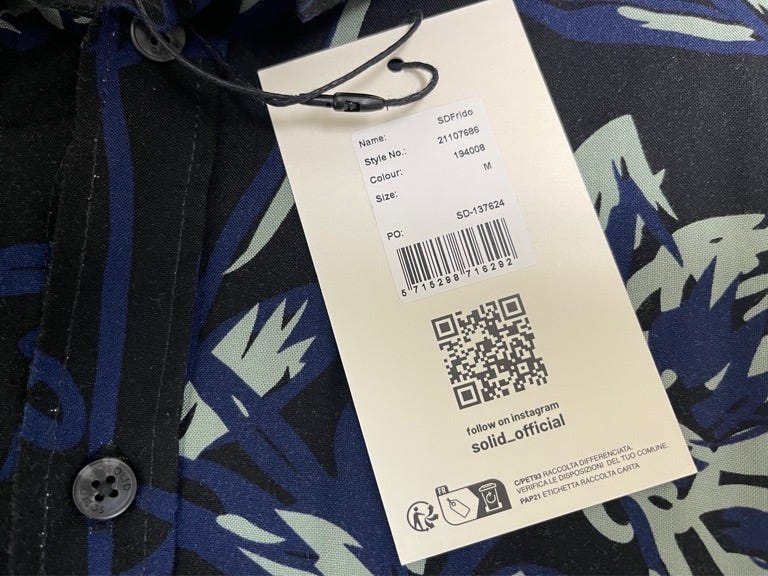 Name: SDFrido
Style No.: 21107686
Colour: 194008
Size: M
PO: SD-137624
5 715298 716292
follow on instagram
solid_official
FR
C/PET93 RACCOLTA DIFFERENZIATA.
VERIFICA LE DISPOSIZIONI DEL TUO COMUNE.
PAP21 ETICHETTA RACCOLTA CARTA
SOLID